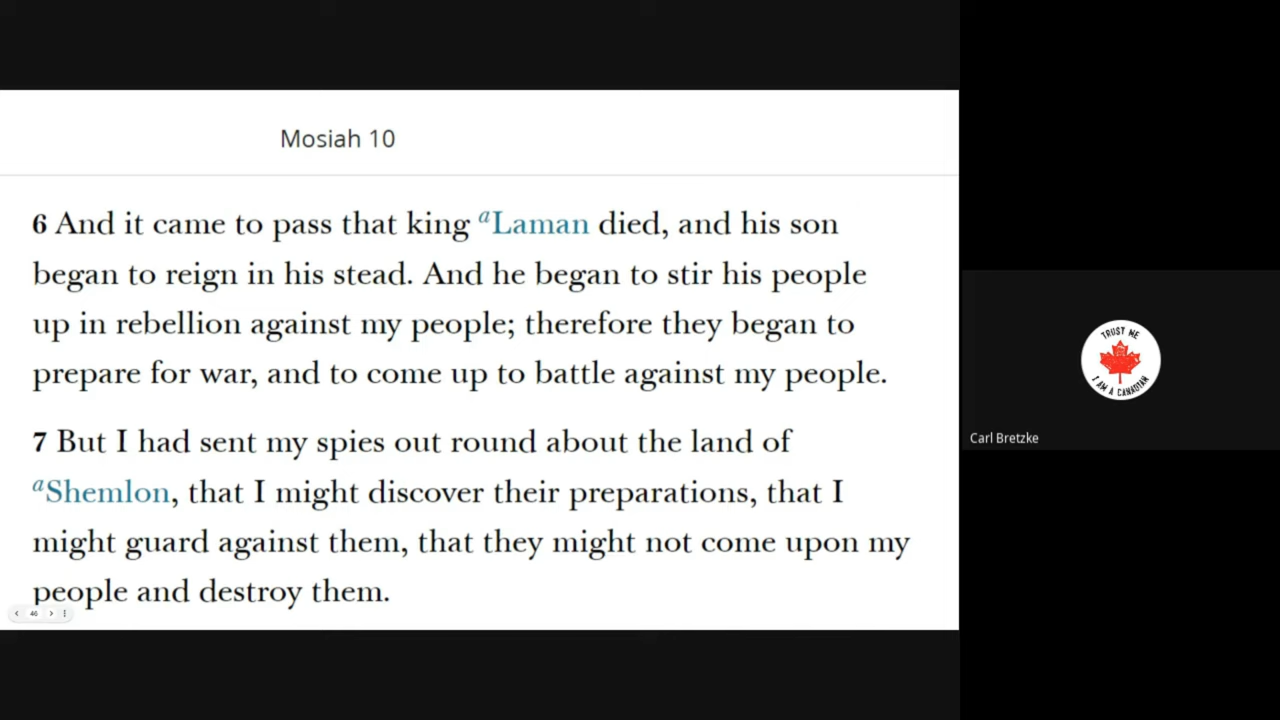 Mosiah 10
6 And it came to pass that king aLaman died, and his son
began to reign in his stead. And he began to stir his people
up in rebellion against my people; therefore they began to
prepare for war, and to come up to battle against my people.
7 But I had sent my spies out round about the land of
aShemlon, that I might discover their preparations, that I
might guard against them, that they might not come upon my
people and destroy them.
46
TRUST ME
I AM A CANADIAN
Carl Bretzke